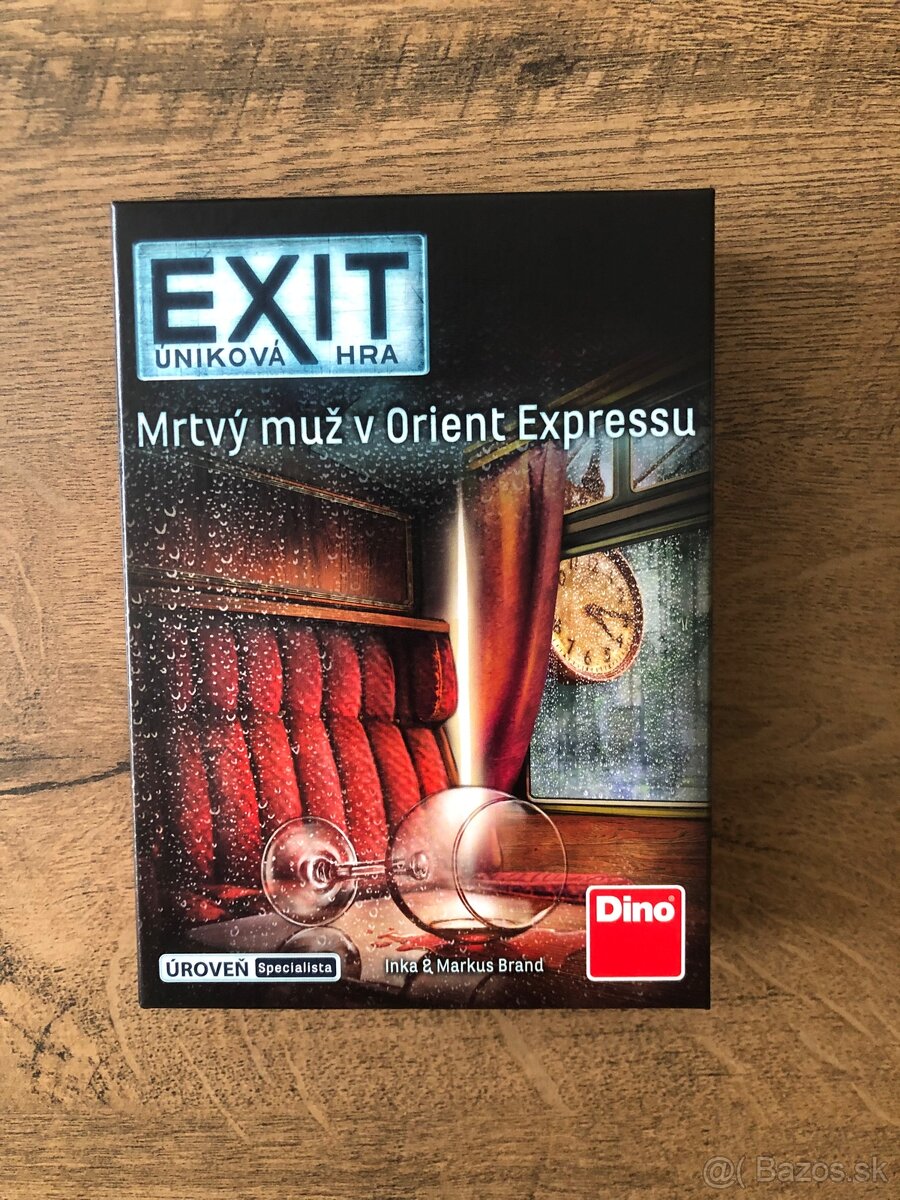 EXIT
ÚNIKOVÁ HRA
Mrtvý muž v Orient Expressu
ÚROVEŇ Specialista
Inka & Markus Brand
Dino®
@( Bazos.sk